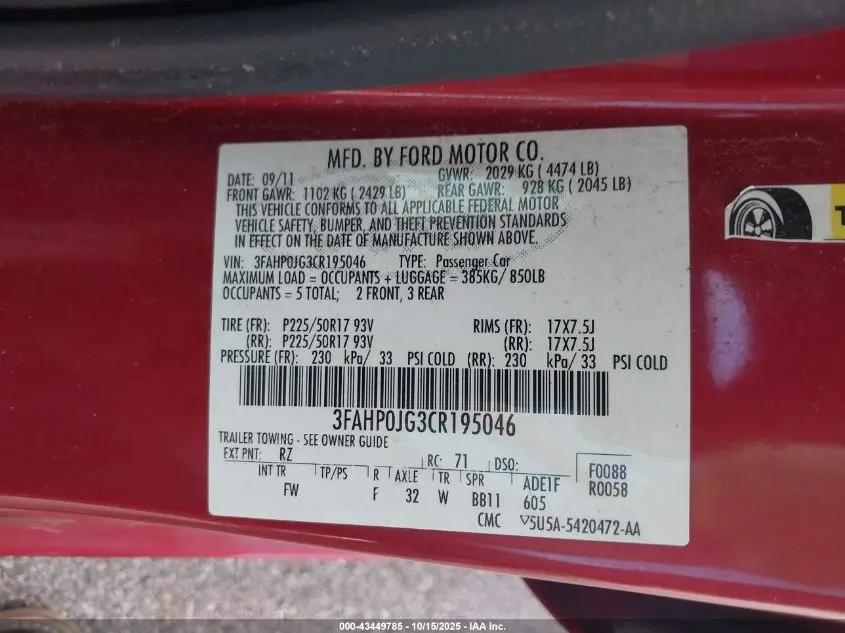 MFD. BY FORD MOTOR CO.
DATE: 09/11 GVWR: 2029 KG ( 4474 LB)
FRONT GAWR: 1102 KG ( 2429 LB) REAR GAWR: 928 KG ( 2045 LB)
THIS VEHICLE CONFORMS TO ALL APPLICABLE FEDERAL MOTOR
VEHICLE SAFETY, BUMPER, AND THEFT PREVENTION STANDARDS
IN EFFECT ON THE DATE OF MANUFACTURE SHOWN ABOVE.
VIN: 3FAHP0JG3CR195046 TYPE: Passenger Car
MAXIMUM LOAD = OCCUPANTS + LUGGAGE = 385KG/ 850LB
OCCUPANTS = 5 TOTAL; 2 FRONT, 3 REAR
TIRE (FR): P225/50R17 93V RIMS (FR): 17X7.5J
(RR): P225/50R17 93V (RR): 17X7.5J
PRESSURE (FR): 230 kPa/ 33 PSI COLD (RR): 230 kPa/ 33 PSI COLD
3FAHP0JG3CR195046
TRAILER TOWING - SEE OWNER GUIDE
EXT PNT: RZ RC: 71 DSO: F0088
INT TR TP/PS R AXLE TR SPR ADE1F R0058
FW F 32 W BB11 605
CMC V5U5A-5420472-AA
000-43449785 - 10/15/2025 - IAA Inc.